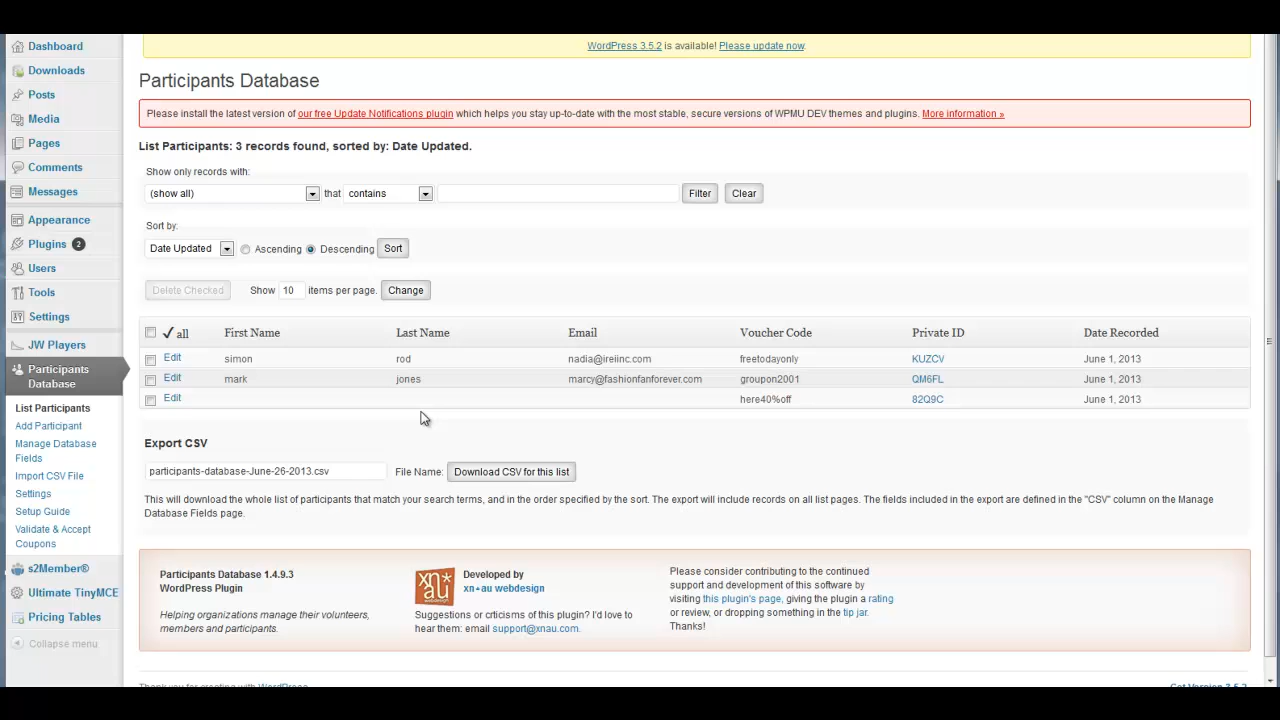 WordPress 3.5.2 is available! Please update now.
Dashboard
Downloads
Posts
Media
Pages
Comments
Messages
Appearance
Plugins 2
Users
Tools
Settings
JW Players
Participants
Database
List Participants
Add Participant
Manage Database
Fields
Import CSV File
Settings
Setup Guide
Validate & Accept
Coupons
s2Member®
Ultimate TinyMCE
Pricing Tables
Collapse menu
Participants Database
Please install the latest version of our free Update Notifications plugin which helps you stay up-to-date with the most stable, secure versions of WPMU DEV themes and plugins. More information »
List Participants: 3 records found, sorted by: Date Updated.
Show only records with:
(show all) that contains Filter Clear
Sort by:
Date Updated Ascending Descending Sort
Delete Checked Show 10 items per page. Change
✓ all First Name Last Name Email Voucher Code Private ID Date Recorded
Edit simon rod nadia@ireiinc.com freetodayonly KUZCV June 1, 2013
Edit mark jones marcy@fashionfanforever.com groupon2001 QM6FL June 1, 2013
Edit here40%off 82Q9C June 1, 2013
Export CSV
participants-database-June-26-2013.csv File Name: Download CSV for this list
This will download the whole list of participants that match your search terms, and in the order specified by the sort. The export will include records on all list pages. The fields included in the export are defined in the "CSV" column on the Manage
Database Fields page.
Participants Database 1.4.9.3
WordPress Plugin
Helping organizations manage their volunteers,
members and participants.
xn
au
webdesign
Developed by
xn•au webdesign
Suggestions or crticisms of this plugin? I'd love to
hear them: email support@xnau.com.
Please consider contributing to the continued
support and development of this software by
visiting this plugin's page, giving the plugin a rating
or review, or dropping something in the tip jar.
Thanks!
Thank you for creating with WordPress.
Get Version 3.5.2